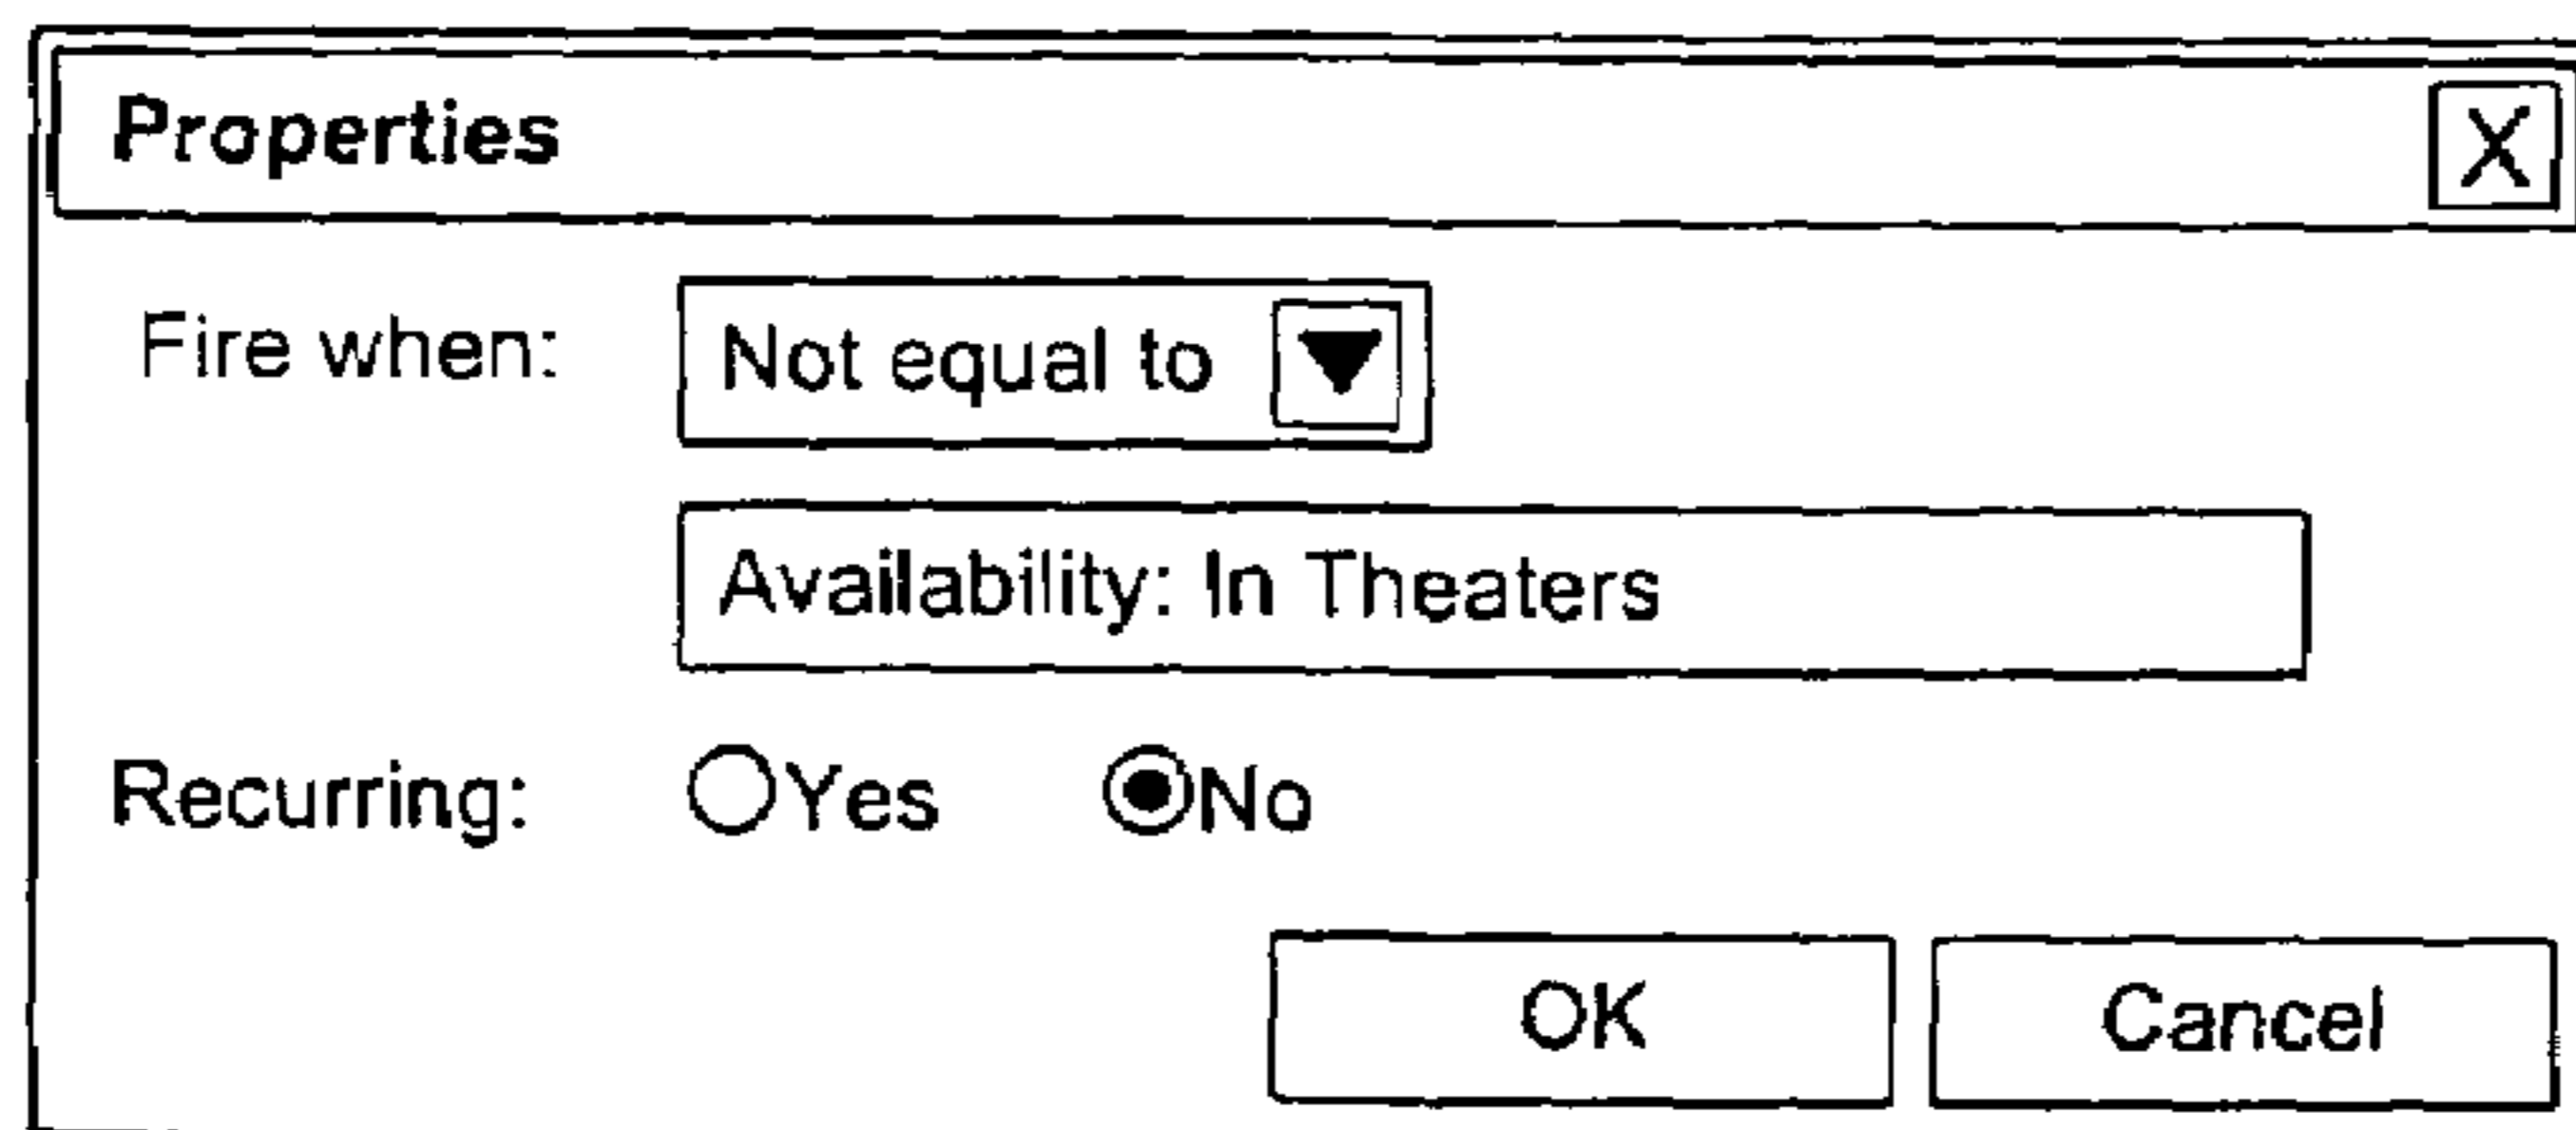 Properties X
Fire when: Not equal to
Availability: In Theaters
Recurring: Yes No
OK Cancel